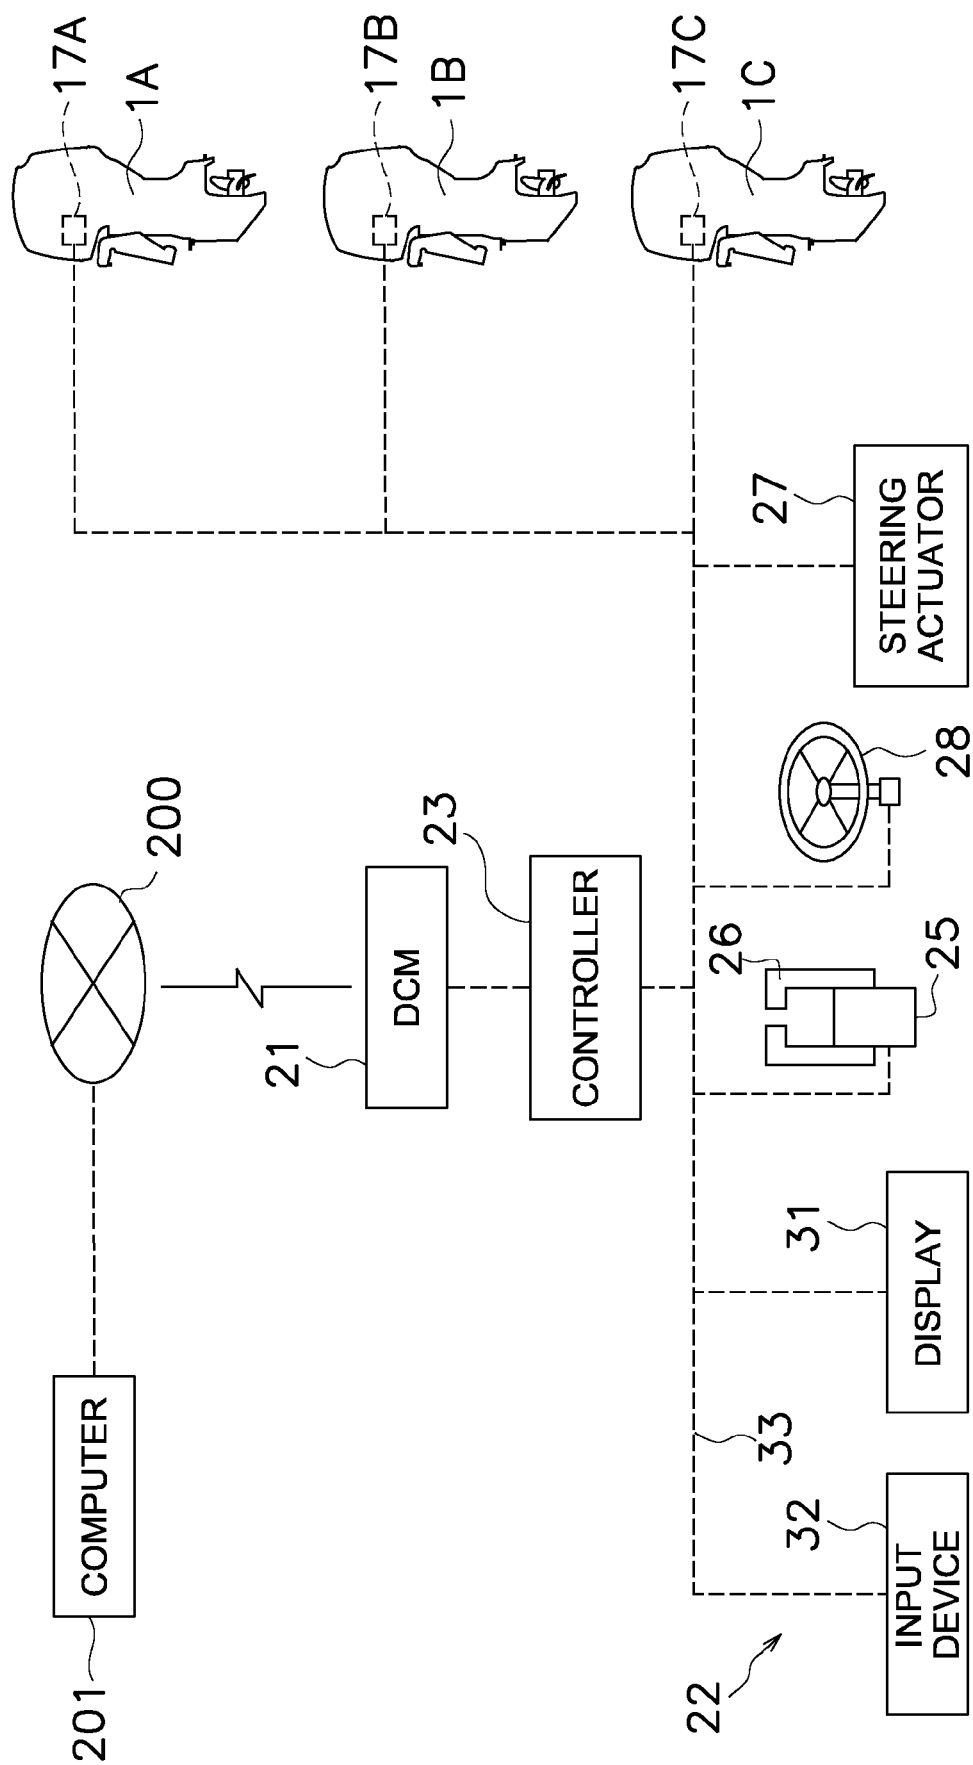 201
COMPUTER
200
21
DCM
23
CONTROLLER
17A
1A
17B
1B
17C
1C
22
32
INPUT
DEVICE
33
31
DISPLAY
26
25
28
27
STEERING
ACTUATOR